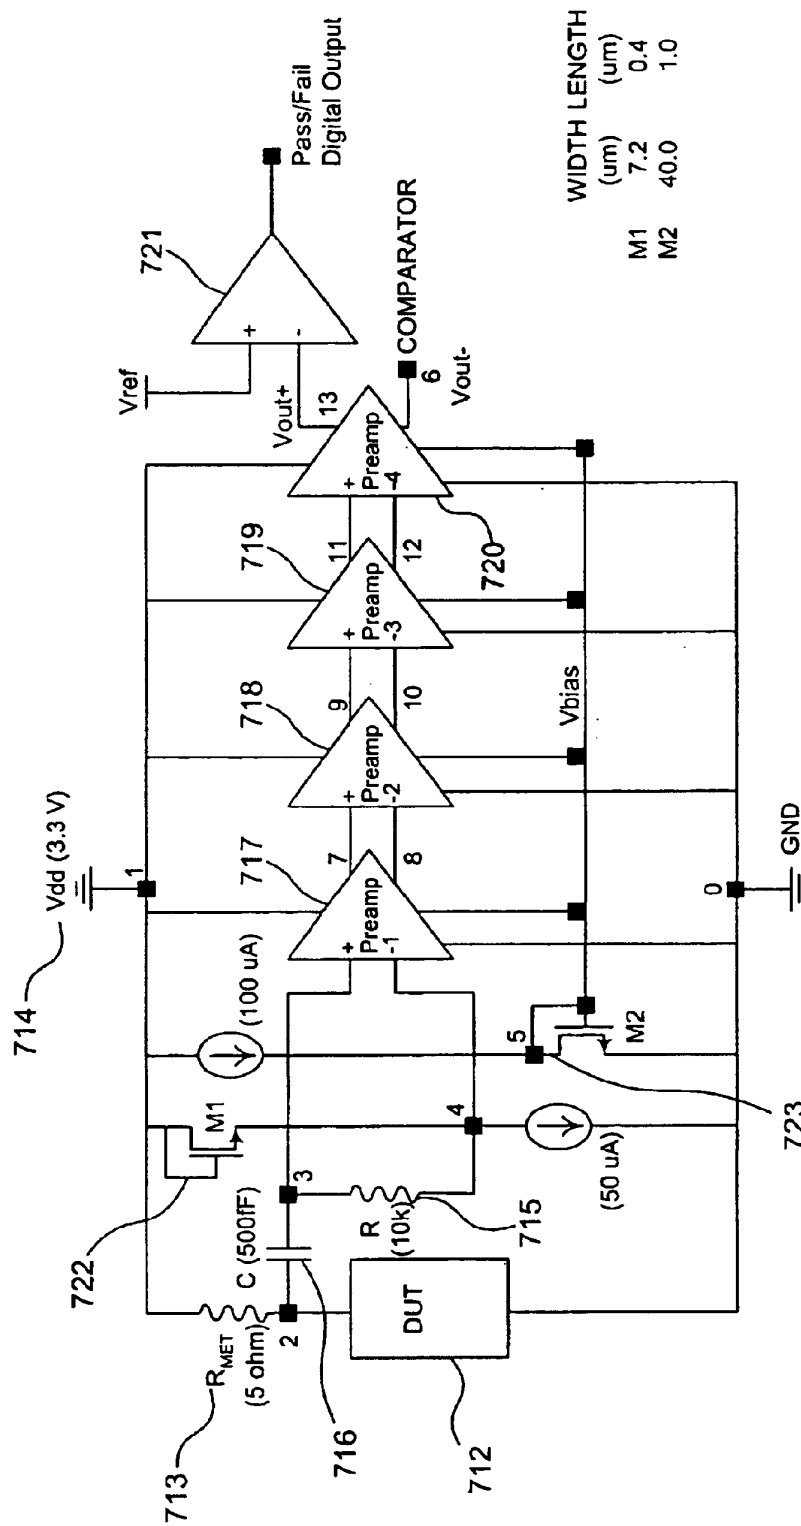 714
Vdd (3.3 V)
1
722
M1
(100 uA)
713
R_MET
(5 ohm)
2
C (500fF)
3
716
R
(10k)
715
4
DUT
712
(50 uA)
5
M2
723
717
+
Preamp
-1
7
8
718
+
Preamp
-2
9
10
719
+
Preamp
-3
11
12
+
Preamp
-4
720
13
Vout+
Vref
721
+
-
Pass/Fail
Digital Output
COMPARATOR
6
Vout-
Vbias
0
GND
WIDTH LENGTH
(um) (um)
M1 7.2 0.4
M2 40.0 1.0